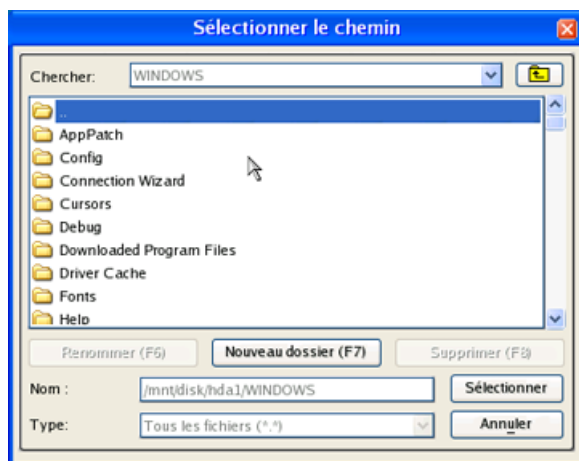 Sélectionner le chemin
Chercher: WINDOWS
..
AppPatch
Config
Connection Wizard
Cursors
Debug
Downloaded Program Files
Driver Cache
Fonts
Help
Renommer (F6) Nouveau dossier (F7) Supprimer (F8)
Nom : /mnt/disk/hda1/WINDOWS Sélectionner
Type: Tous les fichiers (*.*) Annuler